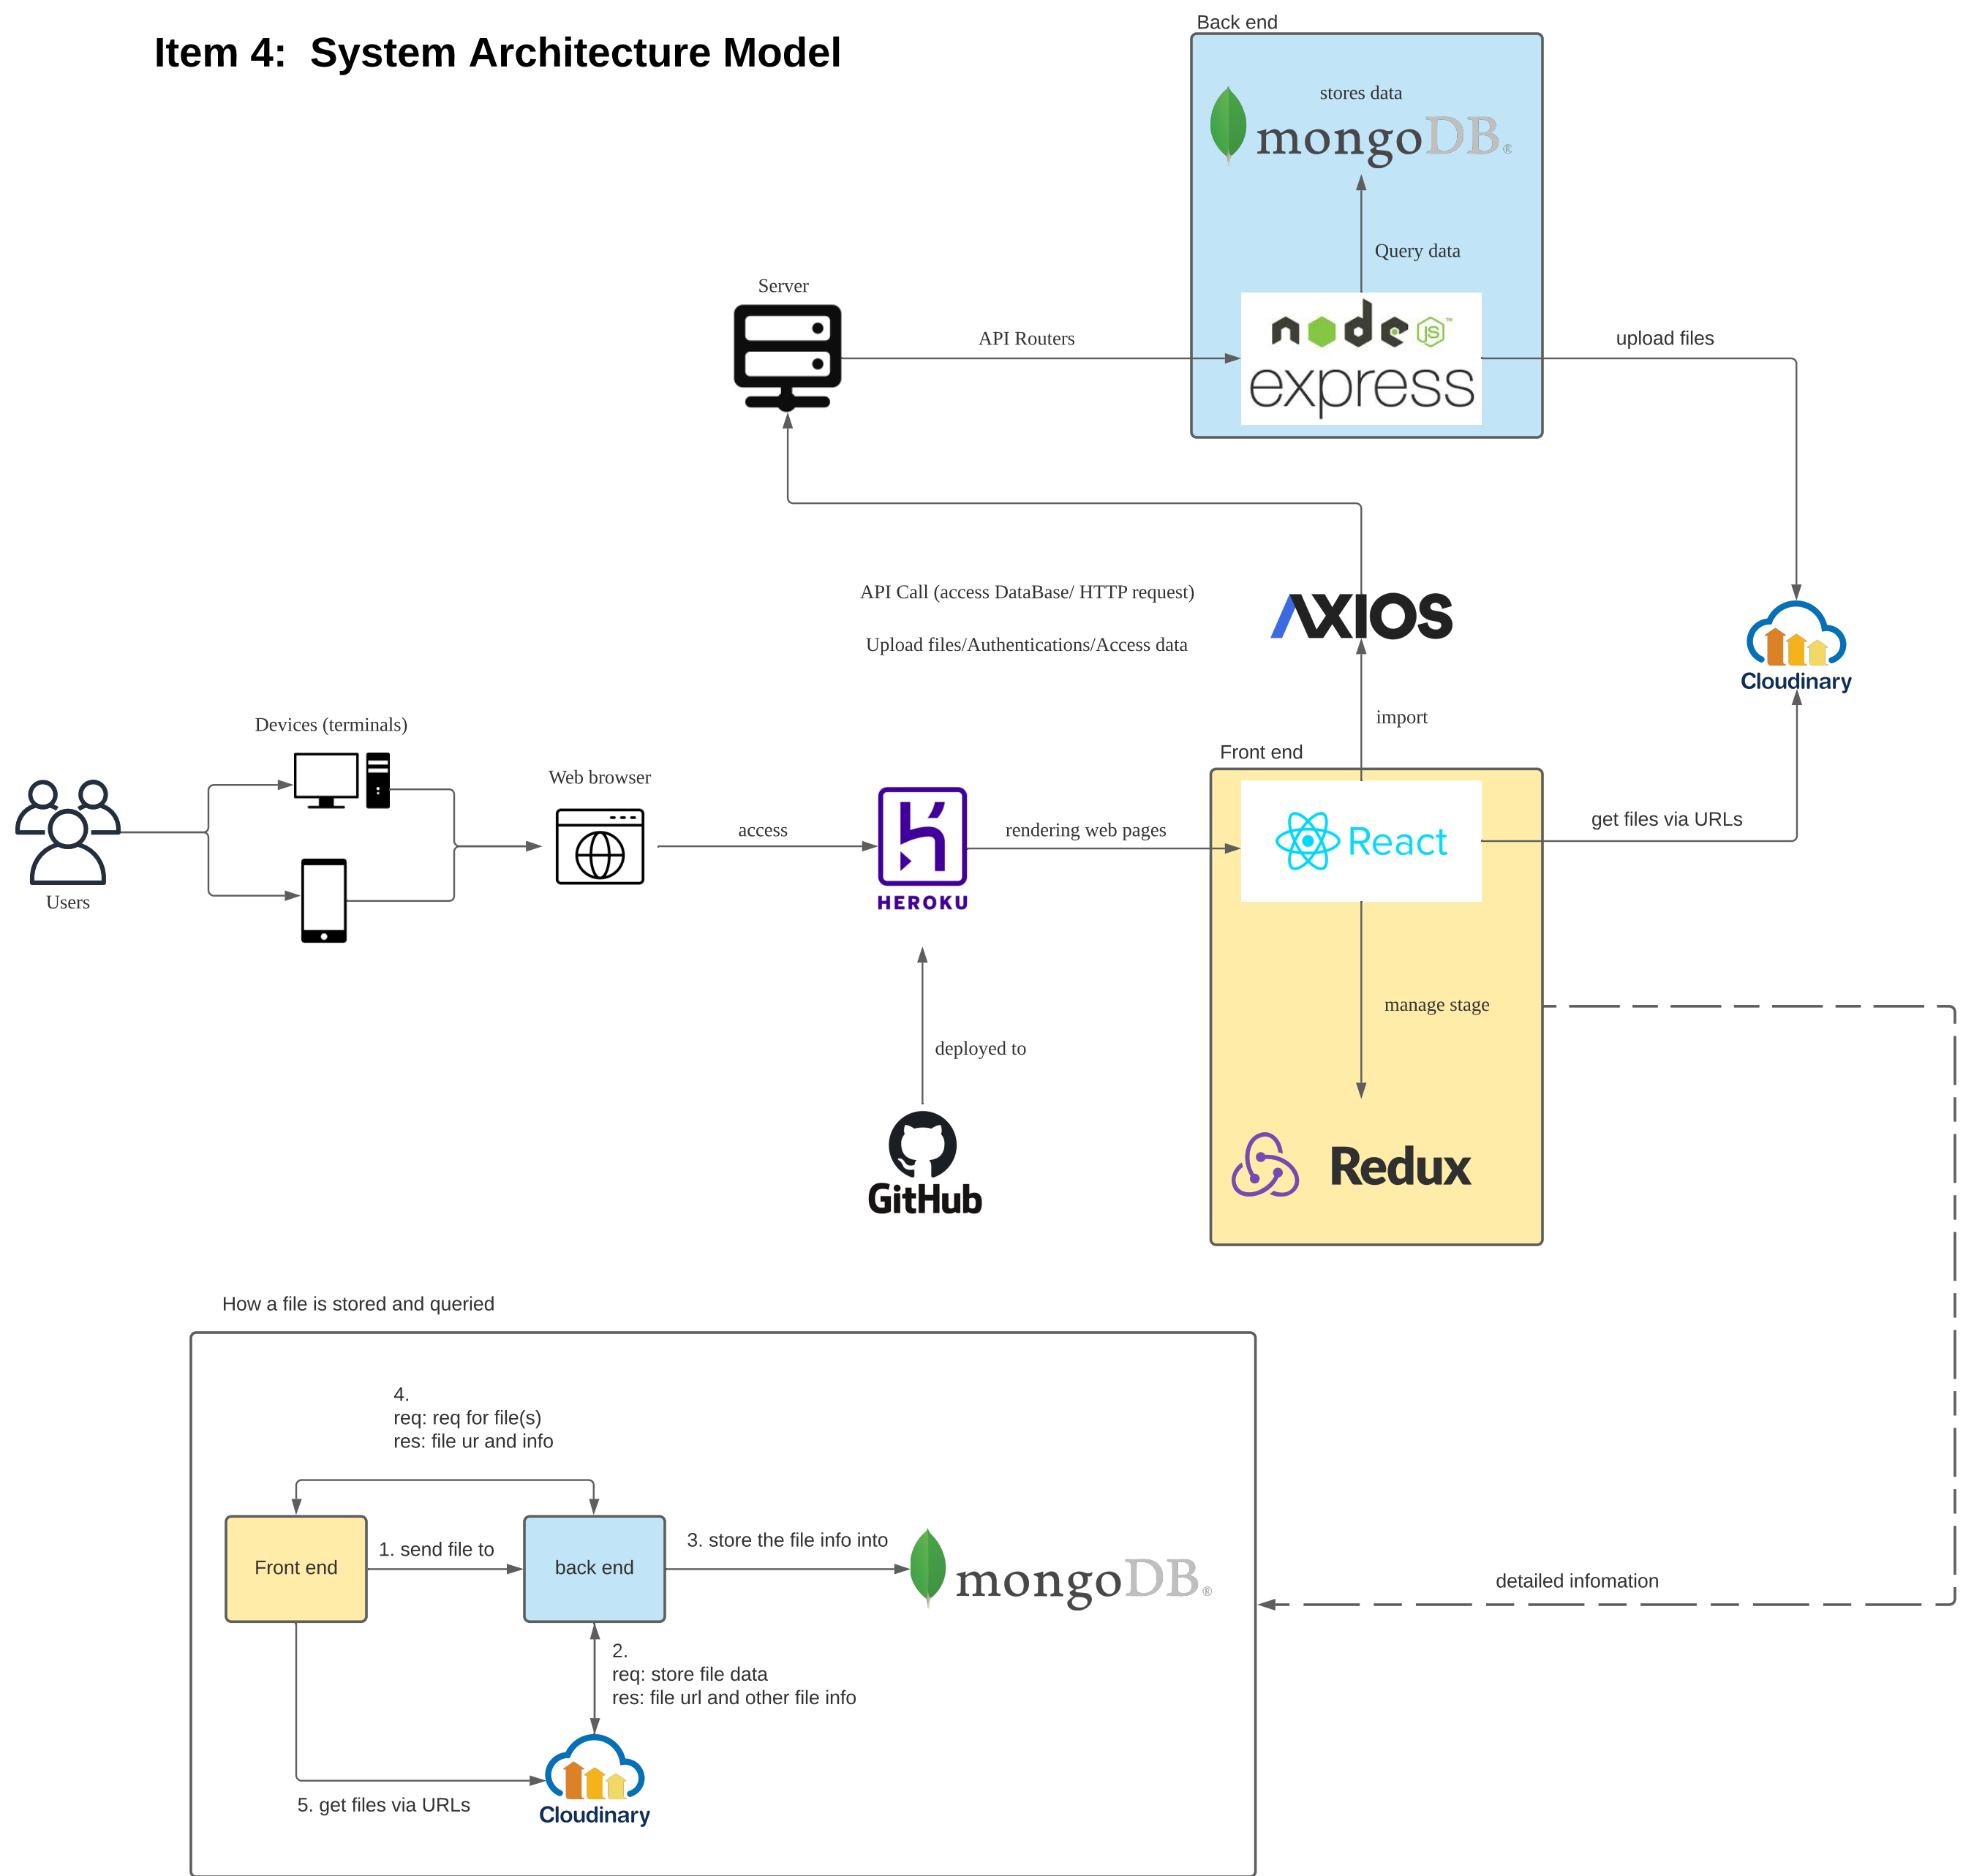 Item 4:  System Architecture Model
Back end
stores data
mongoDB®
Query data
Server
API Routers
node JS ™
express
upload files
API Call (access DataBase/ HTTP request)
AXIOS
Upload files/Authentications/Access data
Cloudinary
import
Devices (terminals)
Web browser
Front end
access
rendering web pages
React
get files via URLs
HEROKU
Users
manage stage
deployed to
Redux
GitHub
How a file is stored and queried
4.
req: req for file(s)
res: file ur and info
1. send file to
3. store the file info into
Front end
back end
mongoDB®
detailed infomation
2.
req: store file data
res: file url and other file info
5. get files via URLs
Cloudinary